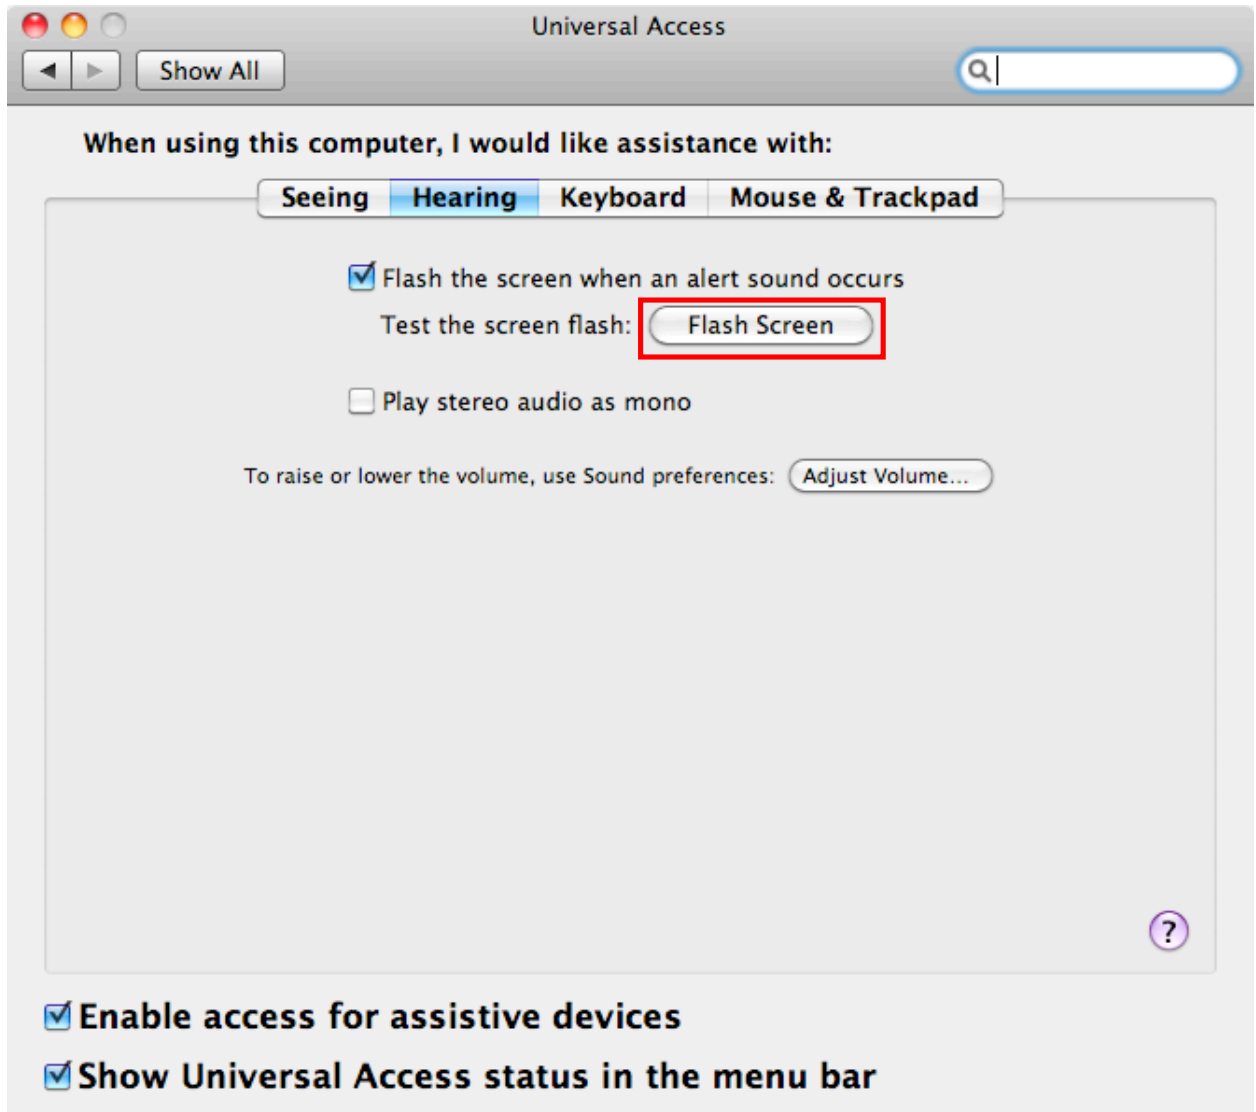 Universal Access
Show All
When using this computer, I would like assistance with:
Seeing Hearing Keyboard Mouse & Trackpad
Flash the screen when an alert sound occurs
Test the screen flash: Flash Screen
Play stereo audio as mono
To raise or lower the volume, use Sound preferences: Adjust Volume...
?
Enable access for assistive devices
Show Universal Access status in the menu bar